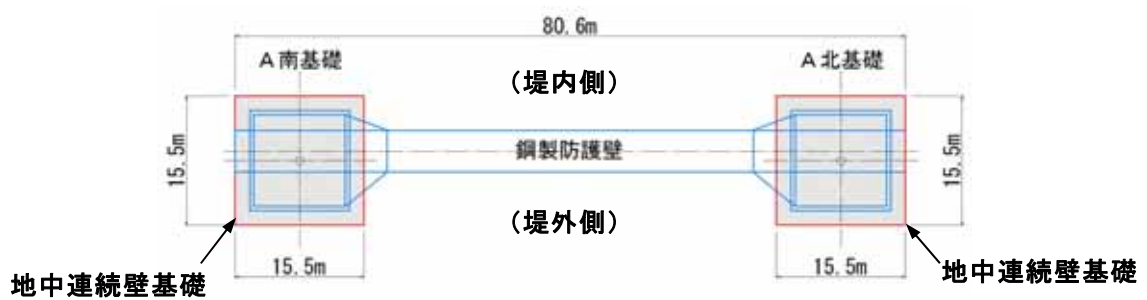 80.6m
A南基礎
A北基礎
(堤内側)
15.5m
鋼製防護壁
15.5m
(堤外側)
15.5m
15.5m
地中連続壁基礎
地中連続壁基礎